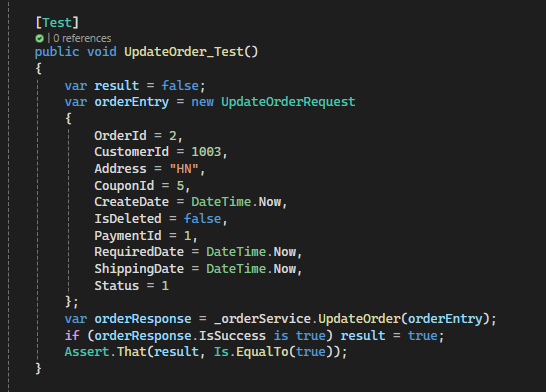 [Test]
| 0 references
public void UpdateOrder_Test()
{
var result = false;
var orderEntry = new UpdateOrderRequest
{
OrderId = 2,
CustomerId = 1003,
Address = "HN",
CouponId = 5,
CreateDate = DateTime.Now,
IsDeleted = false,
PaymentId = 1,
RequiredDate = DateTime.Now,
ShippingDate = DateTime.Now,
Status = 1
};
var orderResponse = _orderService.UpdateOrder(orderEntry);
if (orderResponse.IsSuccess is true) result = true;
Assert.That(result, Is.EqualTo(true));
}